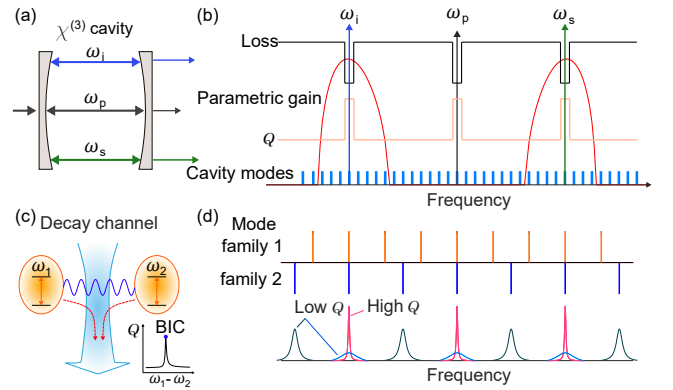 (a)
χ(3) cavity
ωi
ωp
ωs
(b)
ωi
ωp
ωs
Loss
Parametric gain
Q
Cavity modes
Frequency
(c)
Decay channel
ω1
ω2
Q
BIC
ω1- ω2
(d)
Mode
family 1
family 2
Low Q
High Q
Frequency